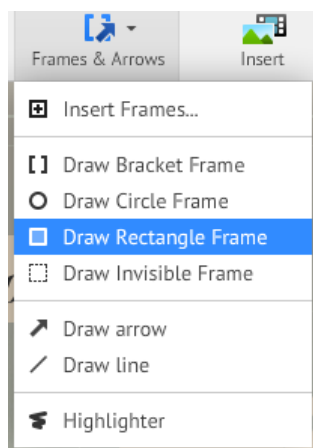 Frames & Arrows Insert
Insert Frames...
Draw Bracket Frame
Draw Circle Frame
Draw Rectangle Frame
Draw Invisible Frame
Draw arrow
Draw line
Highlighter